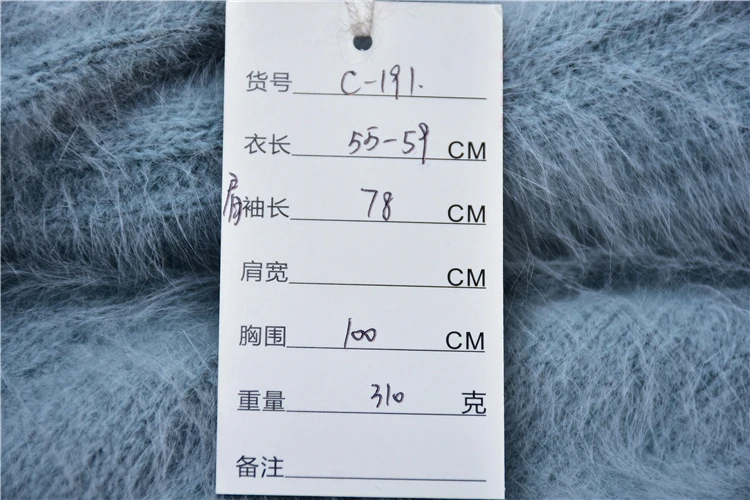 货号 C-191.
衣长 55-59 CM
肩袖长 78 CM
肩宽 CM
胸围 100 CM
重量 310 克
备注